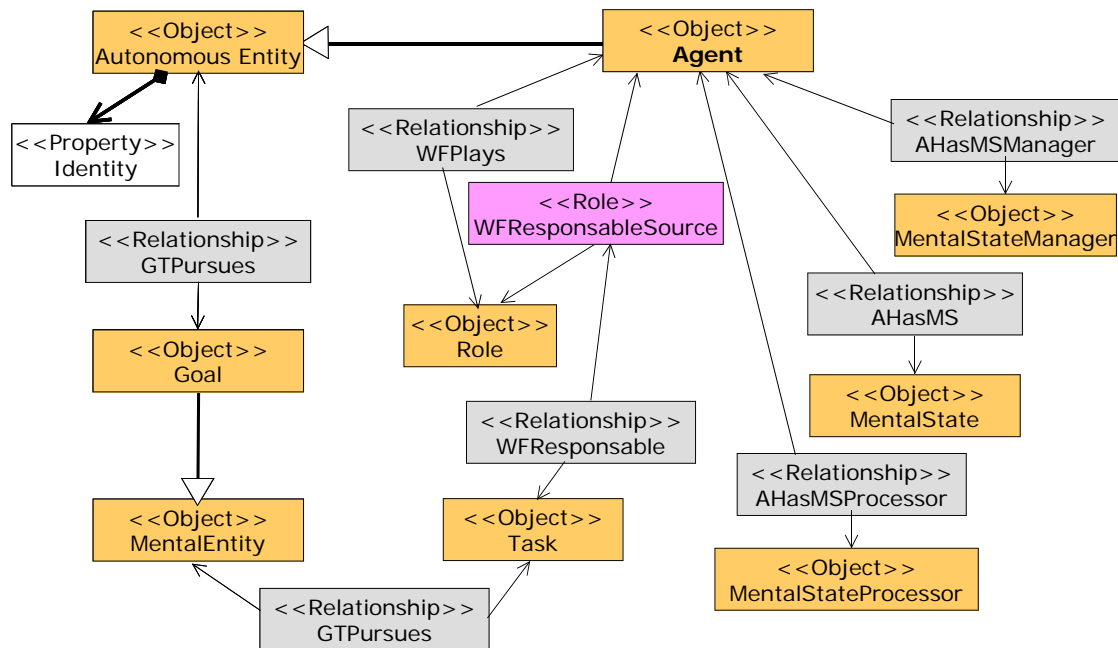 <<Object>>
Autonomous Entity
<<Object>>
Agent
<<Property>>
Identity
<<Relationship>>
WFPlays
<<Relationship>>
AHasMSManager
<<Role>>
WFResponsableSource
<<Object>>
MentalStateManager
<<Relationship>>
GTPursues
<<Relationship>>
AHasMS
<<Object>>
Role
<<Object>>
Goal
<<Object>>
MentalState
<<Relationship>>
WFResponsable
<<Relationship>>
AHasMSProcessor
<<Object>>
MentalEntity
<<Object>>
Task
<<Object>>
MentalStateProcessor
<<Relationship>>
GTPursues